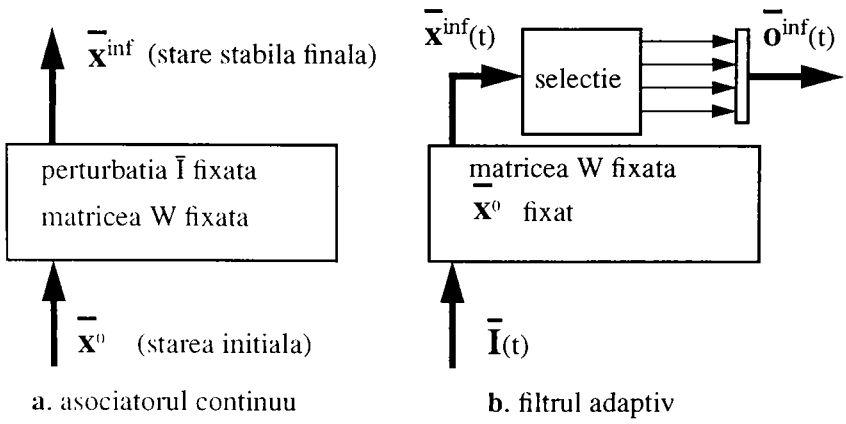 x̄ⁱⁿᶠ (stare stabila finala)
perturbatia Ī fixata
matricea W fixata
x̄⁰ (starea initiala)
a. asociatorul continuu
x̄ⁱⁿᶠ(t)
selectie
ōⁱⁿᶠ(t)
matricea W fixata
x̄⁰ fixat
Ī(t)
b. filtrul adaptiv